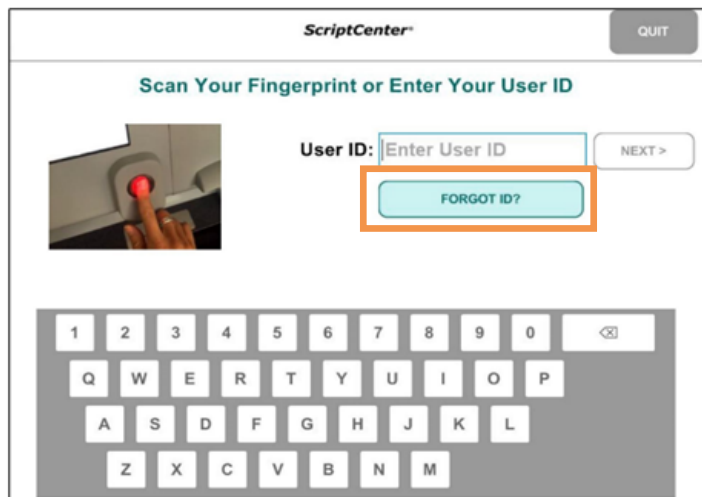 ScriptCenter®
QUIT
Scan Your Fingerprint or Enter Your User ID
User ID: Enter User ID NEXT >
FORGOT ID?
1 2 3 4 5 6 7 8 9 0
Q W E R T Y U I O P
A S D F G H J K L
Z X C V B N M